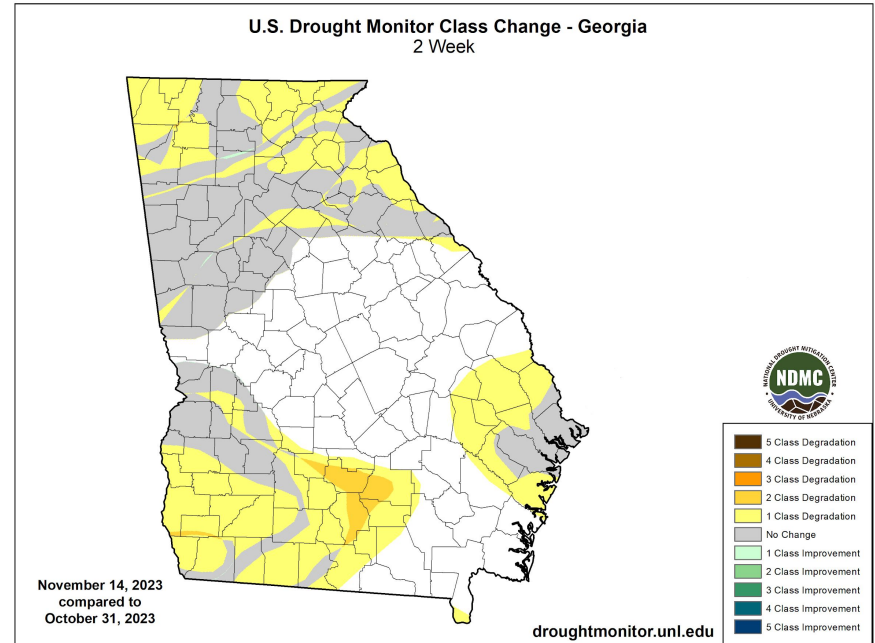 U.S. Drought Monitor Class Change - Georgia
2 Week
NATIONAL DROUGHT MITIGATION CENTER
NDMC
UNIVERSITY OF NEBRASKA
5 Class Degradation
4 Class Degradation
3 Class Degradation
2 Class Degradation
1 Class Degradation
No Change
1 Class Improvement
2 Class Improvement
3 Class Improvement
4 Class Improvement
5 Class Improvement
November 14, 2023
compared to
October 31, 2023
droughtmonitor.unl.edu